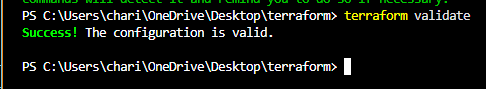 commands will detect it and remind you to do so if necessary.
PS C:\Users\chari\OneDrive\Desktop\terraform> terraform validate
Success! The configuration is valid.
PS C:\Users\chari\OneDrive\Desktop\terraform>